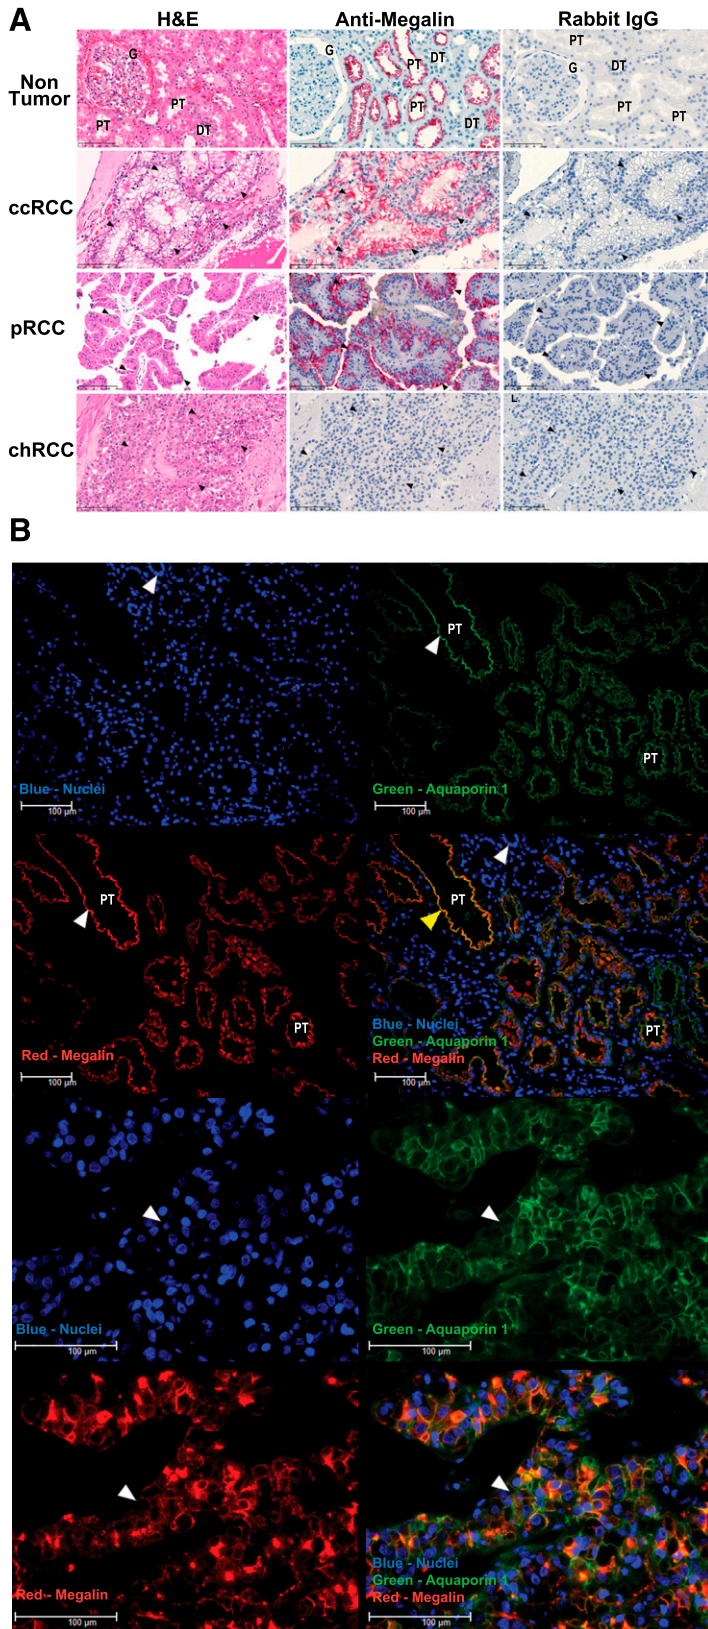 A
H&E Anti-Megalin Rabbit IgG
Non
Tumor
G
PT
PT
DT
G
PT
DT
PT
DT
PT
G
DT
PT
PT
ccRCC
pRCC
chRCC
B
Blue - Nuclei
100 µm
PT
PT
Green - Aquaporin 1
100 µm
PT
PT
Red - Megalin
100 µm
PT
PT
Blue - Nuclei
Green - Aquaporin 1
Red - Megalin
100 µm
Blue - Nuclei
100 µm
Green - Aquaporin 1
100 µm
Red - Megalin
100 µm
Blue - Nuclei
Green - Aquaporin 1
Red - Megalin
100 µm